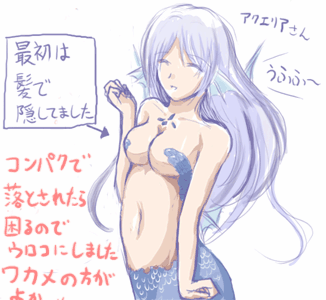 アクエリアさん
うふふ〜
最初は
髪で
隠してました
コンパクで
落とされたら
困るので
ウロコにしました
ワカメの方が